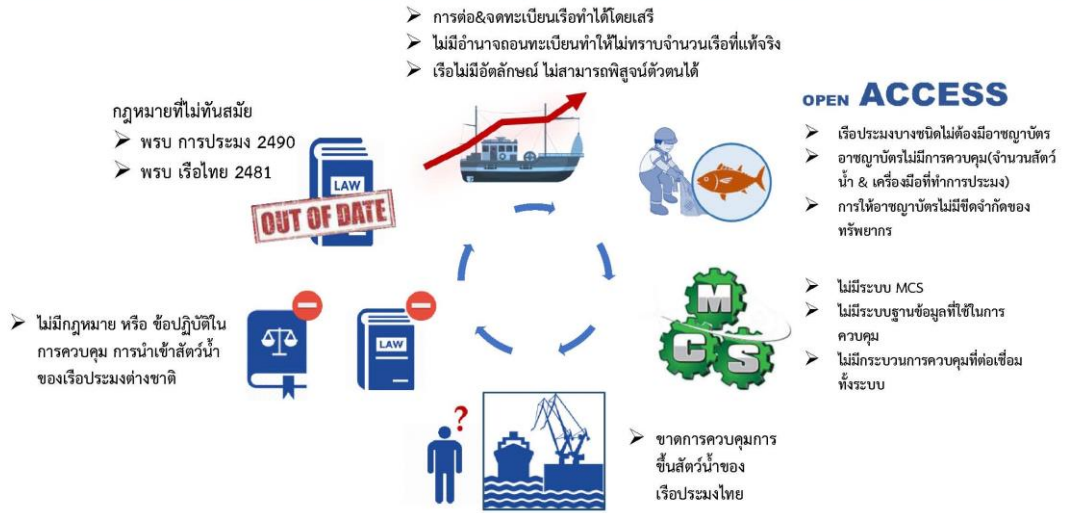 ➢ การต่อ&จดทะเบียนเรือทำได้โดยเสรี
➢ ไม่มีอำนาจถอนทะเบียนทำให้ไม่ทราบจำนวนเรือที่แท้จริง
➢ เรือไม่มีอัตลักษณ์ ไม่สามารถพิสูจน์ตัวตนได้
กฎหมายที่ไม่ทันสมัย
➢ พรบ การประมง 2490
➢ พรบ เรือไทย 2481
LAW
OUT OF DATE
OPEN ACCESS
➢ เรือประมงบางชนิดไม่ต้องมีอาชญาบัตร
➢ อาชญาบัตรไม่มีการควบคุม(จำนวนสัตว์
น้ำ & เครื่องมือที่ทำการประมง)
➢ การให้อาชญาบัตรไม่มีขีดจำกัดของ
ทรัพยากร
M
C S
➢ ไม่มีระบบ MCS
➢ ไม่มีระบบฐานข้อมูลที่ใช้ในการ
ควบคุม
➢ ไม่มีกระบวนการควบคุมที่ต่อเชื่อม
ทั้งระบบ
➢ ไม่มีกฎหมาย หรือ ข้อปฏิบัติใน
การควบคุม การนำเข้าสัตว์น้ำ
ของเรือประมงต่างชาติ
LAW
?
➢ ขาดการควบคุมการ
ขึ้นสัตว์น้ำของ
เรือประมงไทย